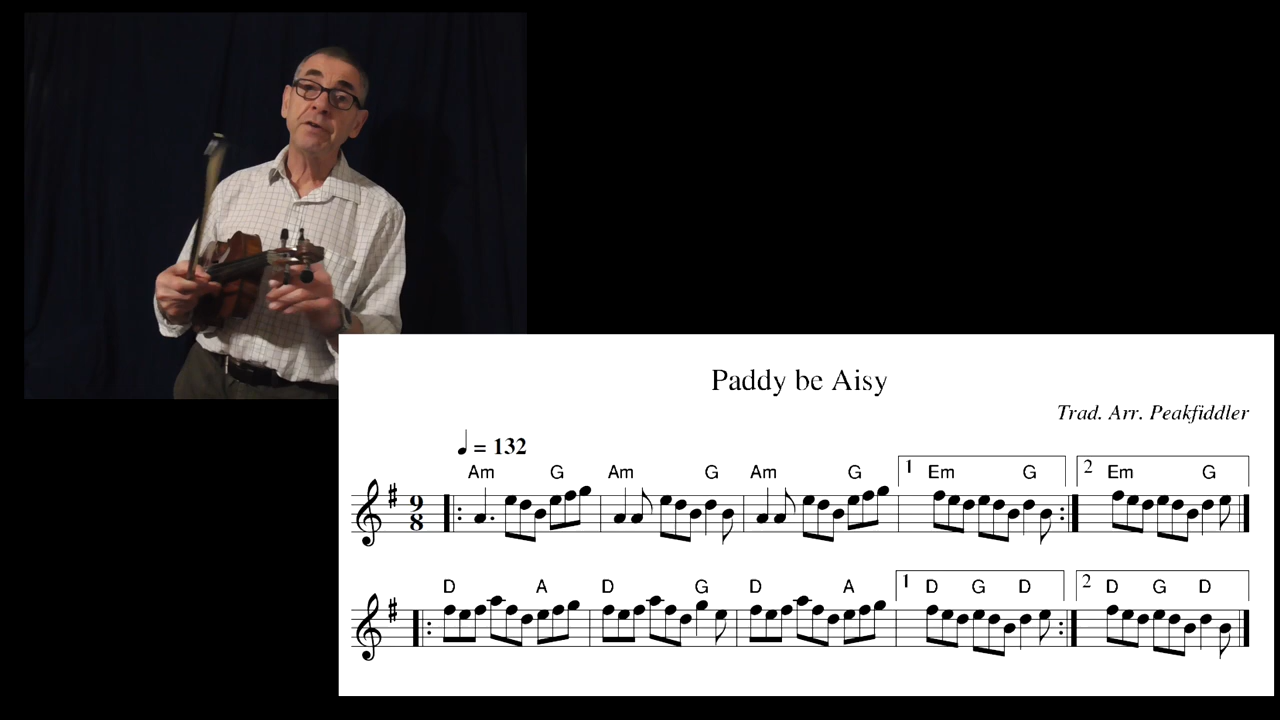 Paddy be Aisy
Trad. Arr. Peakfiddler
♩ = 132
Am G Am G Am G 1 Em G 2 Em G
9
8
D A D G D A 1 D G D 2 D G D